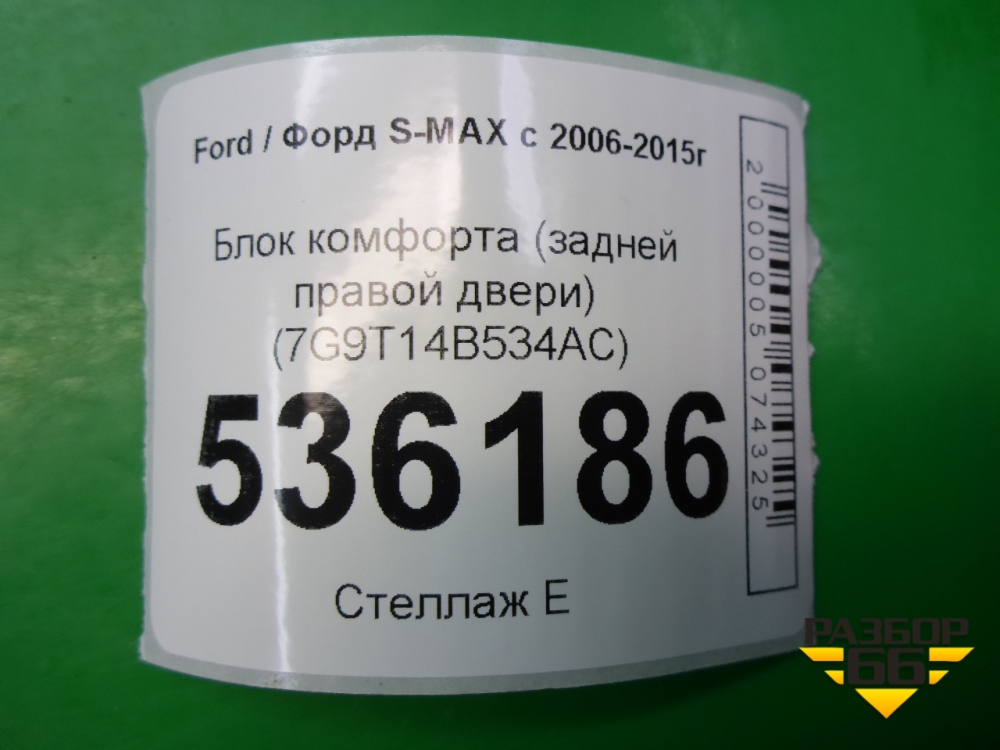 Ford / Форд S-MAX с 2006-2015г
Блок комфорта (задней
правой двери)
(7G9T14B534AC)
536186
Стеллаж Е
2000005074325
РАЗБОР
66